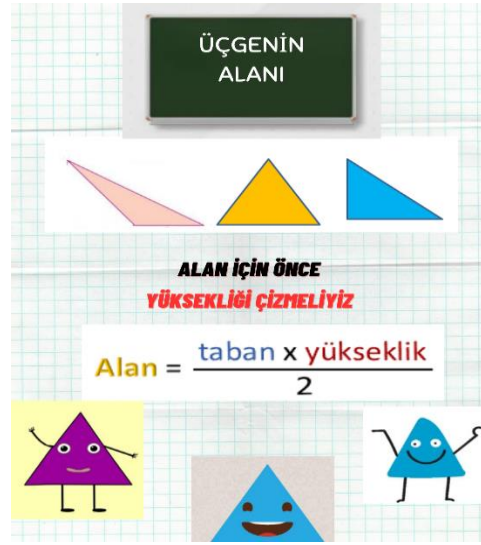 ÜÇGENİN
ALANI
ALAN İÇİN ÖNCE
YÜKSEKLİĞİ ÇİZMELİYİZ
Alan = taban x yükseklik
2